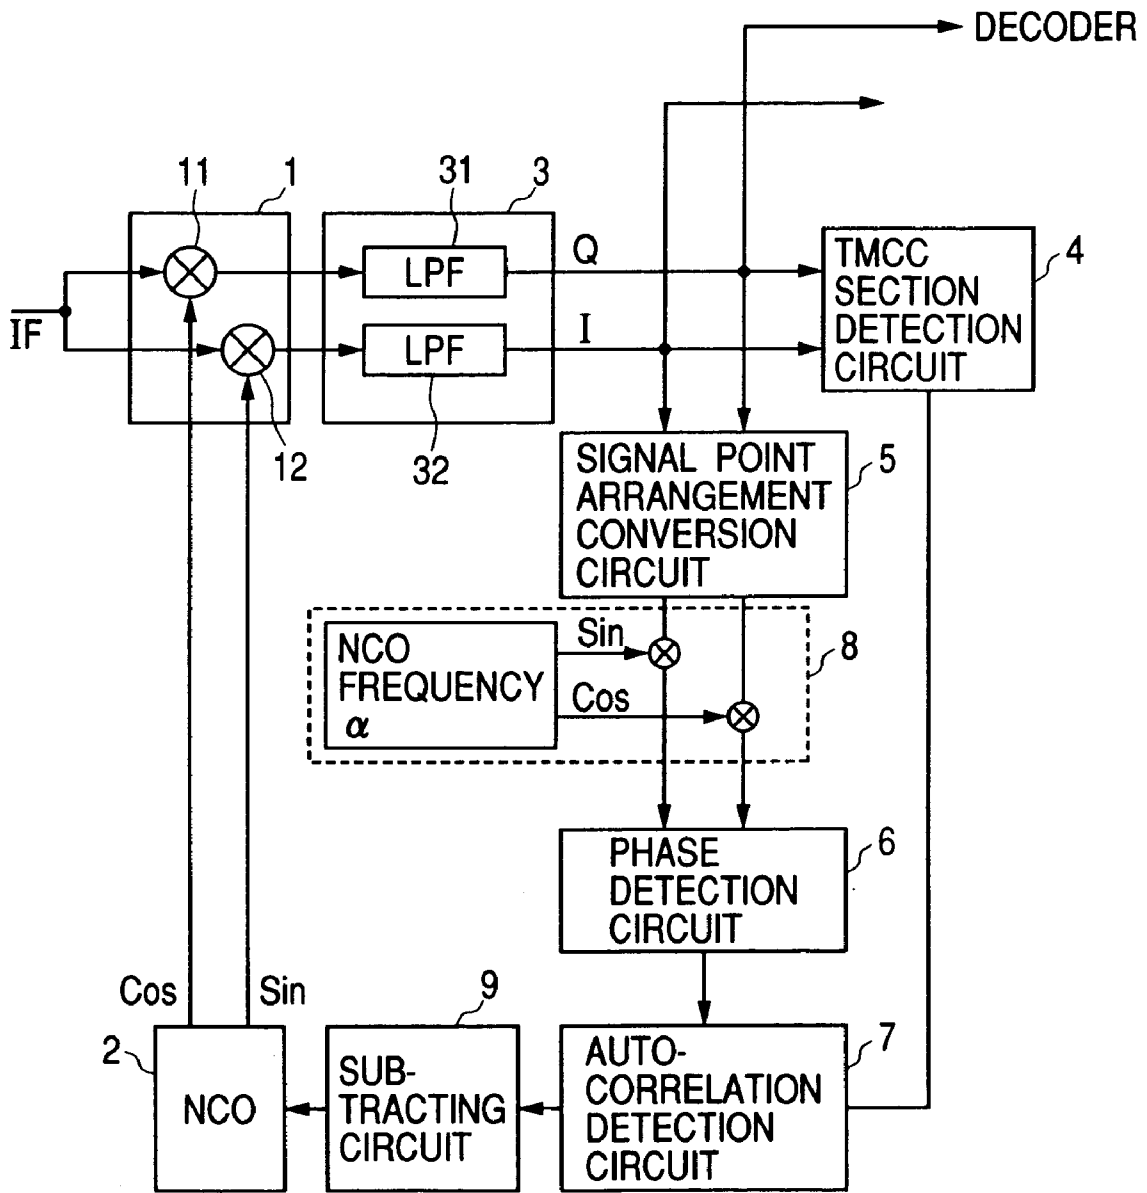 DECODER
11
1
31
3
Q
LPF
TMCC
SECTION
DETECTION
CIRCUIT
4
IF
I
LPF
12
32
SIGNAL POINT
ARRANGEMENT
CONVERSION
CIRCUIT
5
NCO
FREQUENCY
α
Sin
Cos
8
PHASE
DETECTION
CIRCUIT
6
Cos
Sin
9
2
NCO
SUB-
TRACTING
CIRCUIT
AUTO-
CORRELATION
DETECTION
CIRCUIT
7